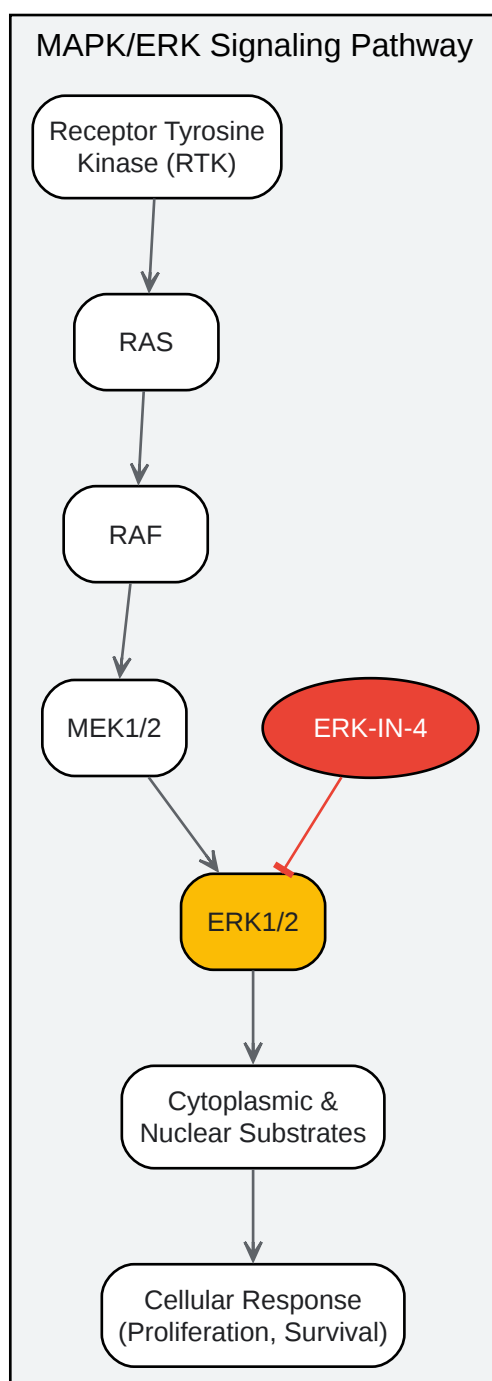 MAPK/ERK Signaling Pathway
Receptor Tyrosine
Kinase (RTK)
RAS
RAF
MEK1/2
ERK-IN-4
ERK1/2
Cytoplasmic &
Nuclear Substrates
Cellular Response
(Proliferation, Survival)